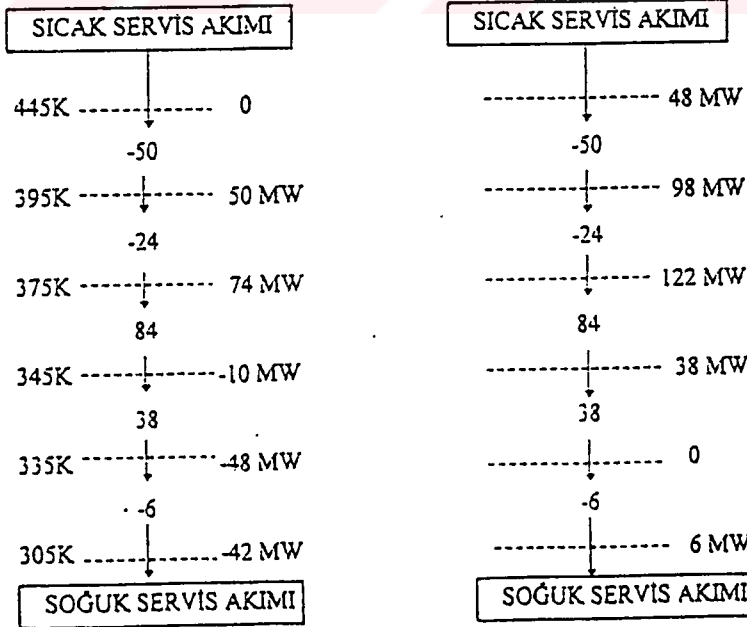 SICAK SERVİS AKIMI
445K 0
-50
395K 50 MW
-24
375K 74 MW
84
345K -10 MW
38
335K -48 MW
-6
305K -42 MW
SOĞUK SERVİS AKIMI
SICAK SERVİS AKIMI
48 MW
-50
98 MW
-24
122 MW
84
38 MW
38
0
-6
6 MW
SOĞUK SERVİS AKIMI